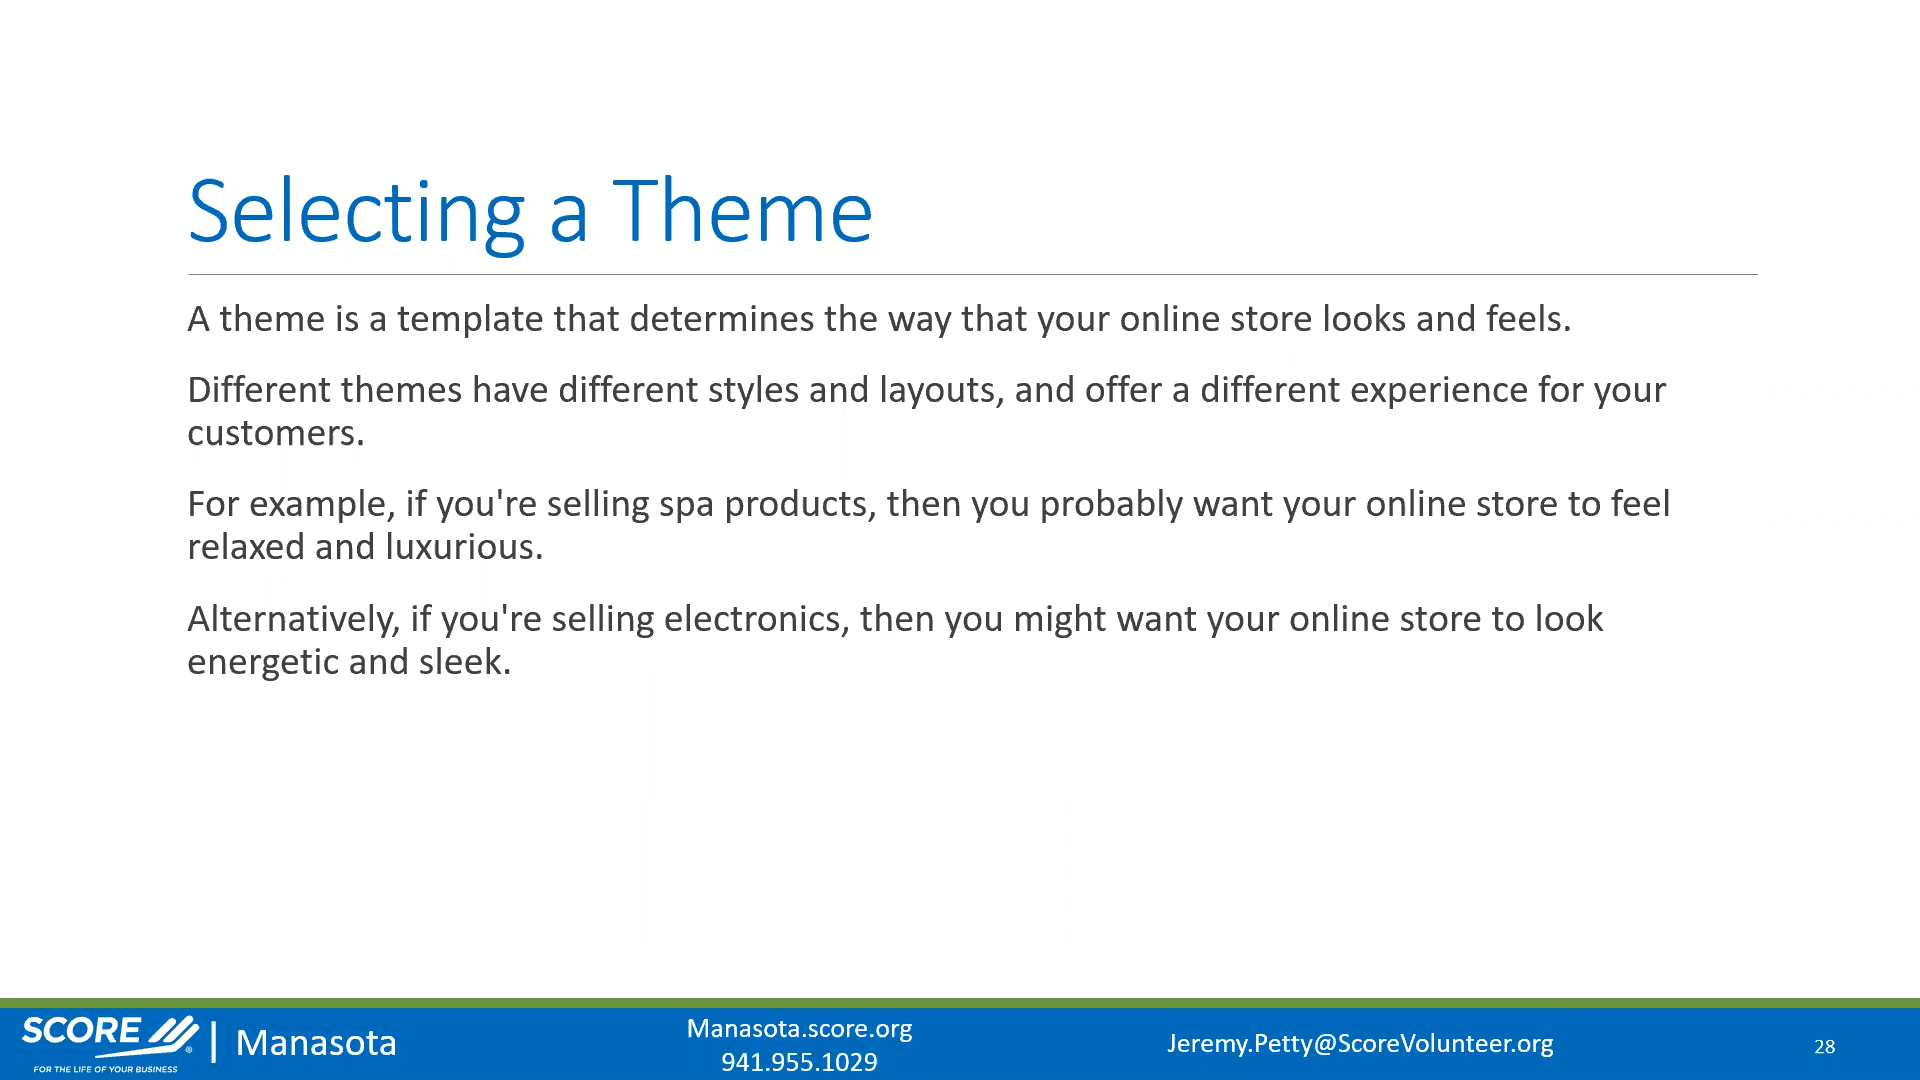 Selecting a Theme
A theme is a template that determines the way that your online store looks and feels.
Different themes have different styles and layouts, and offer a different experience for your
customers.
For example, if you're selling spa products, then you probably want your online store to feel
relaxed and luxurious.
Alternatively, if you're selling electronics, then you might want your online store to look
energetic and sleek.
SCORE ® | Manasota
FOR THE LIFE OF YOUR BUSINESS
Manasota.score.org
941.955.1029
Jeremy.Petty@ScoreVolunteer.org
28